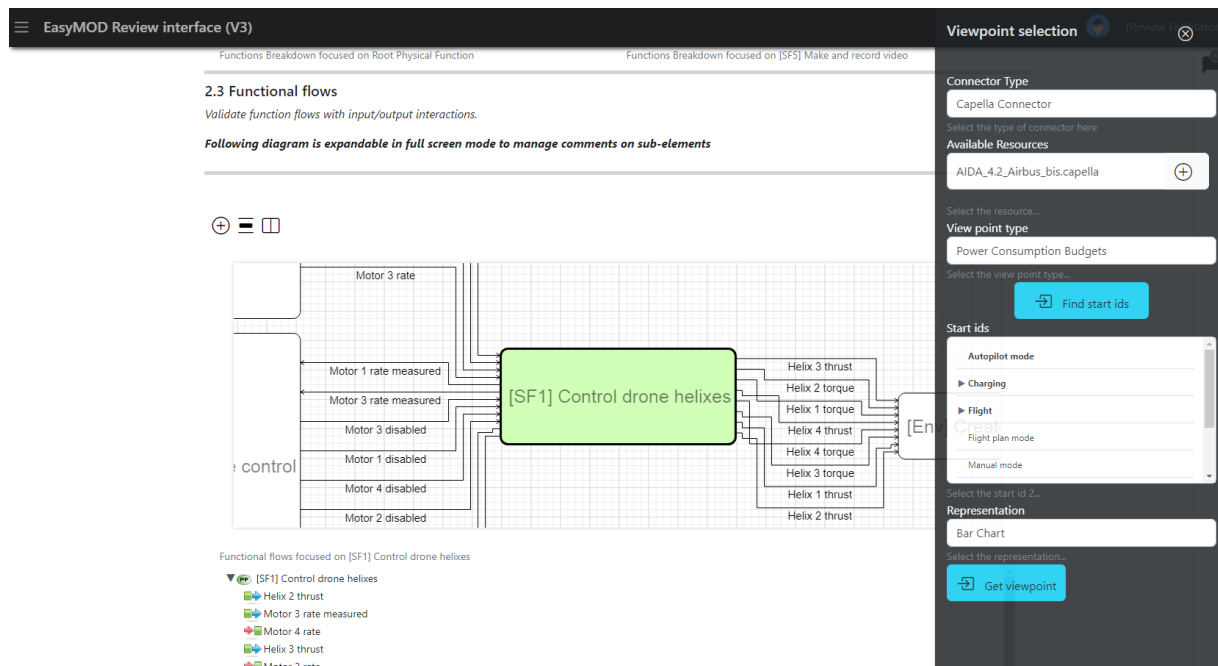 EasyMOD Review interface (V3)
Functions Breakdown focused on Root Physical Function
Functions Breakdown focused on [SF5] Make and record video
2.3 Functional flows
Validate function flows with input/output interactions.
Following diagram is expandable in full screen mode to manage comments on sub-elements
Motor 3 rate
Motor 1 rate measured
Motor 3 rate measured
Motor 3 disabled
Motor 1 disabled
Motor 4 disabled
Motor 2 disabled
control
[SF1] Control drone helixes
Helix 3 thrust
Helix 2 torque
Helix 1 torque
Helix 4 thrust
Helix 4 torque
Helix 3 torque
Helix 1 thrust
Helix 2 thrust
[Env] Creat
Functional flows focused on [SF1] Control drone helixes
[SF1] Control drone helixes
Helix 2 thrust
Motor 3 rate measured
Motor 4 rate
Helix 3 thrust
Motor 2 rate
Viewpoint selection
(Review Facilitator
Connector Type
Capella Connector
Select the type of connector here
Available Resources
AIDA_4.2_Airbus_bis.capella
Select the resource...
View point type
Power Consumption Budgets
Select the view point type...
Find start ids
Start ids
Autopilot mode
Charging
Flight
Flight plan mode
Manual mode
Select the start id 2...
Representation
Bar Chart
Select the representation...
Get viewpoint